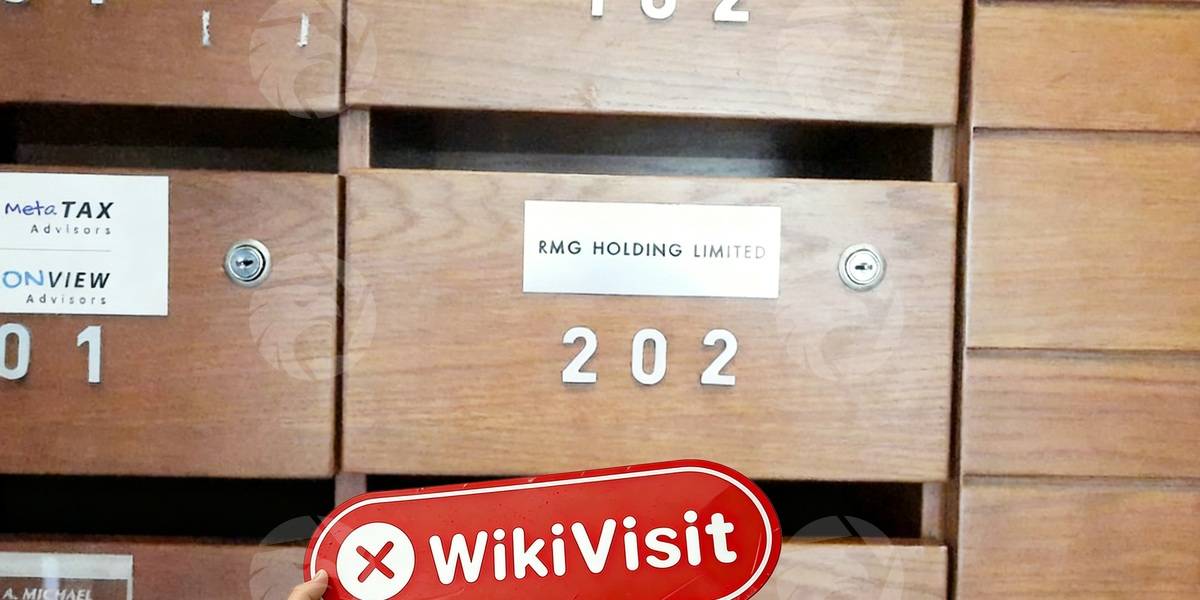 102
MetaTAX
Advisors
ONVIEW
Advisors
01
RMG HOLDING LIMITED
202
WikiVisit
A. MICHAEL